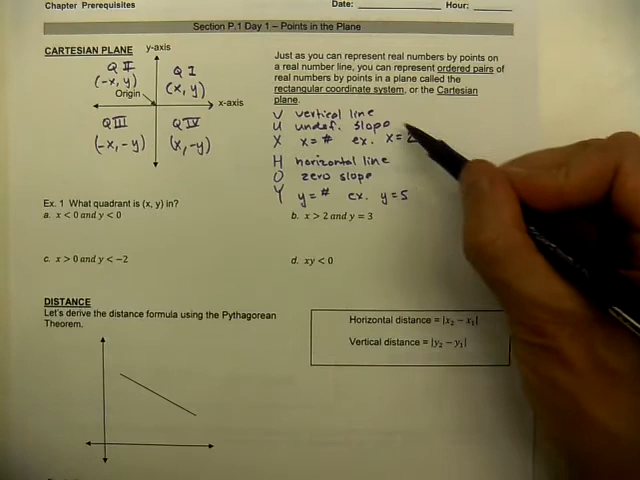 Chapter Prerequisites
Date:
Hour:
Section P.1 Day 1 – Points in the Plane
CARTESIAN PLANE
y-axis
Q II
(-x, y)
Q I
(x, y)
Origin
x-axis
Q III
(-x, -y)
Q IV
(x, -y)
Just as you can represent real numbers by points on
a real number line, you can represent ordered pairs of
real numbers by points in a plane called the
rectangular coordinate system, or the Cartesian
plane.
V vertical line
U undef. slope
X x = # ex. x = 2
H horizontal line
O zero slope
Y y = # ex. y = 5
Ex. 1 What quadrant is (x, y) in?
a. x < 0 and y < 0
b. x > 2 and y = 3
c. x > 0 and y < −2
d. xy < 0
DISTANCE
Let's derive the distance formula using the Pythagorean
Theorem.
Horizontal distance = |x₂ − x₁|
Vertical distance = |y₂ − y₁|